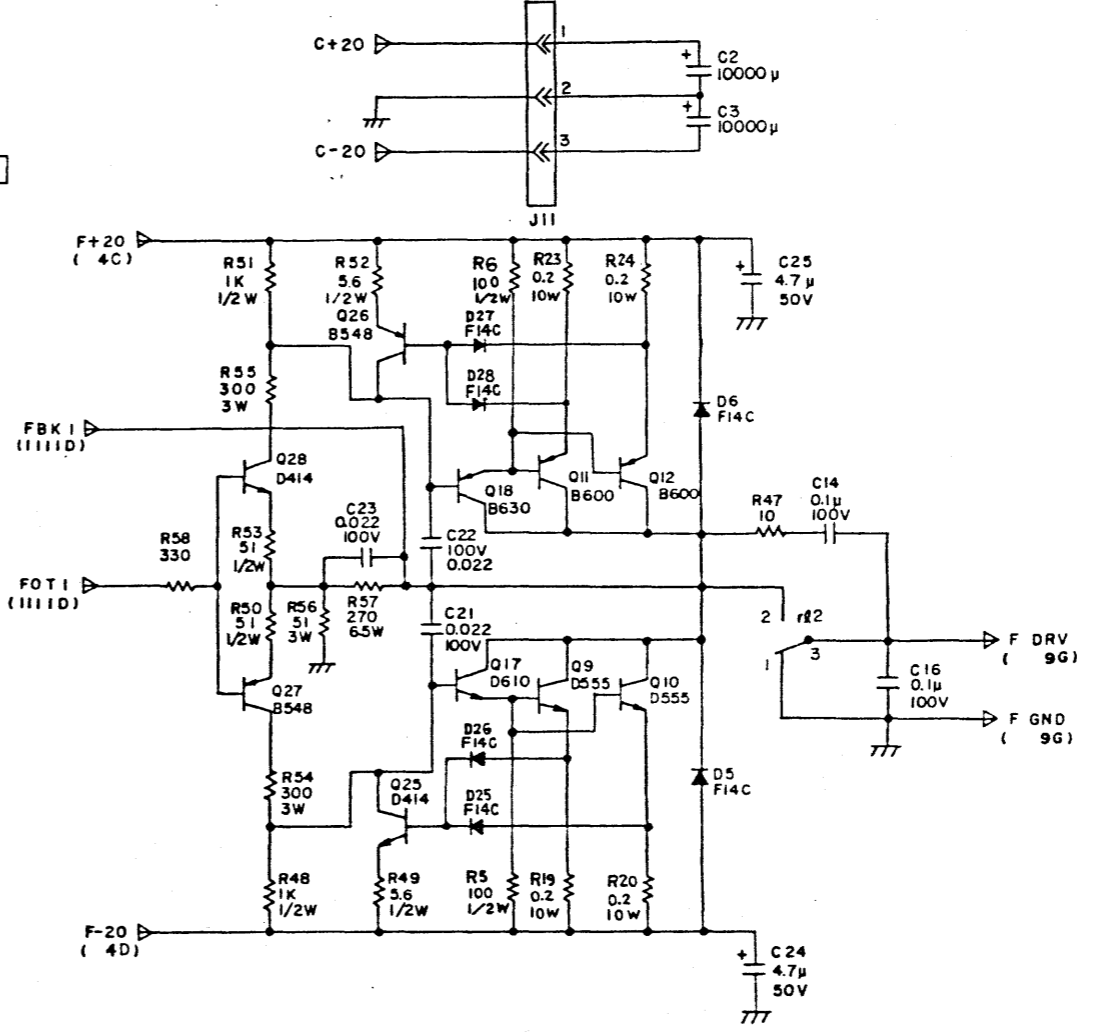 C+20
1
+ C2
10000 µ
2
+ C3
10000µ
C-20
3
J11
F+20
( 4C)
R51
1K
1/2 W
R52
5.6
1/2 W
R6
100
1/2W
R23
0.2
10W
R24
0.2
10W
+ C25
4.7 µ
50V
Q26
B548
D27
F14C
D28
F14C
R55
300
3W
D6
F14C
FBK 1
(1111D)
Q28
D414
Q18
B630
Q11
B600
Q12
B600
C14
0.1µ
100V
R47
10
R58
330
R53
51
1/2W
C23
0.022
100V
C22
100V
0.022
FOT1
(1111D)
R50
51
1/2W
R56
51
3W
R57
270
6.5W
C21
0.022
100V
2 rℓ2
1 3
F DRV
( 9G)
Q17
D610
Q9
D555
Q10
D555
Q27
B548
C16
0.1µ
100V
F GND
( 9G)
D26
F14C
R54
300
3W
Q25
D414
D25
F14C
D5
F14C
R48
1K
1/2W
R49
5.6
1/2W
R5
100
1/2W
R19
0.2
10W
R20
0.2
10W
F-20
( 4D)
+ C24
4.7µ
50V